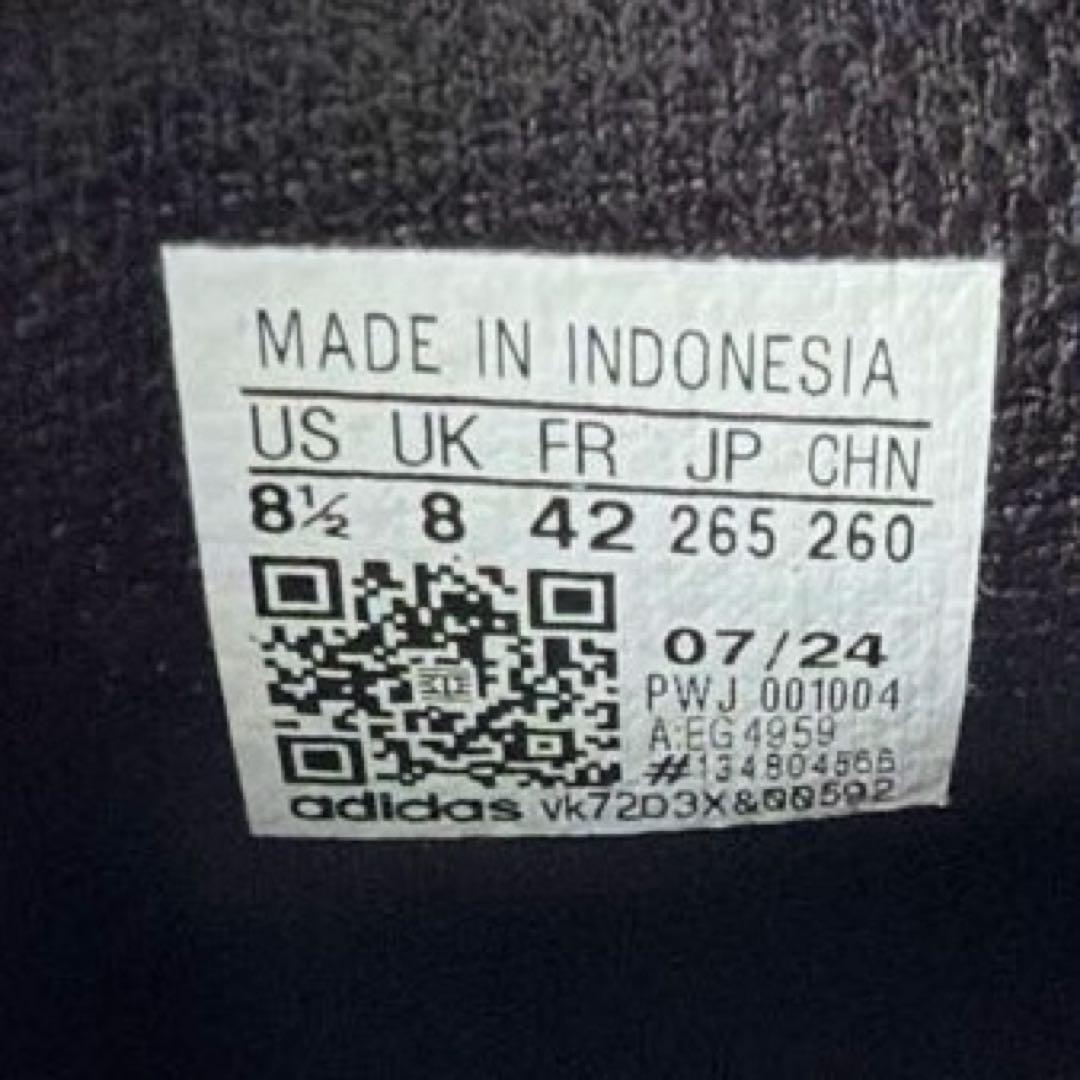 MADE IN INDONESIA
US UK FR JP CHN
8½ 8 42 265 260
07/24
PWJ 001004
A:EG4959
#134804566
adidas vk72D3X&00592